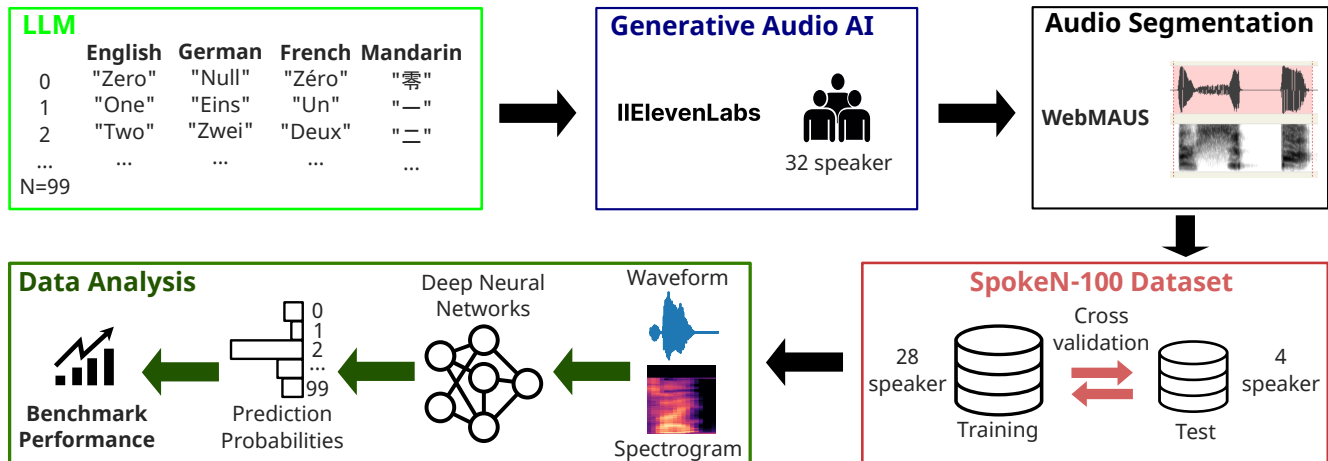 LLM
English German French Mandarin
0 "Zero" "Null" "Zéro" "零"
1 "One" "Eins" "Un" "一"
2 "Two" "Zwei" "Deux" "二"
... ... ... ... ...
N=99
Generative Audio AI
IIElevenLabs
32 speaker
Audio Segmentation
WebMAUS
Data Analysis
Benchmark
Performance
0
1
2
...
99
Prediction
Probabilities
Deep Neural
Networks
Waveform
Spectrogram
SpokeN-100 Dataset
28
speaker
Training
Cross
validation
Test
4
speaker